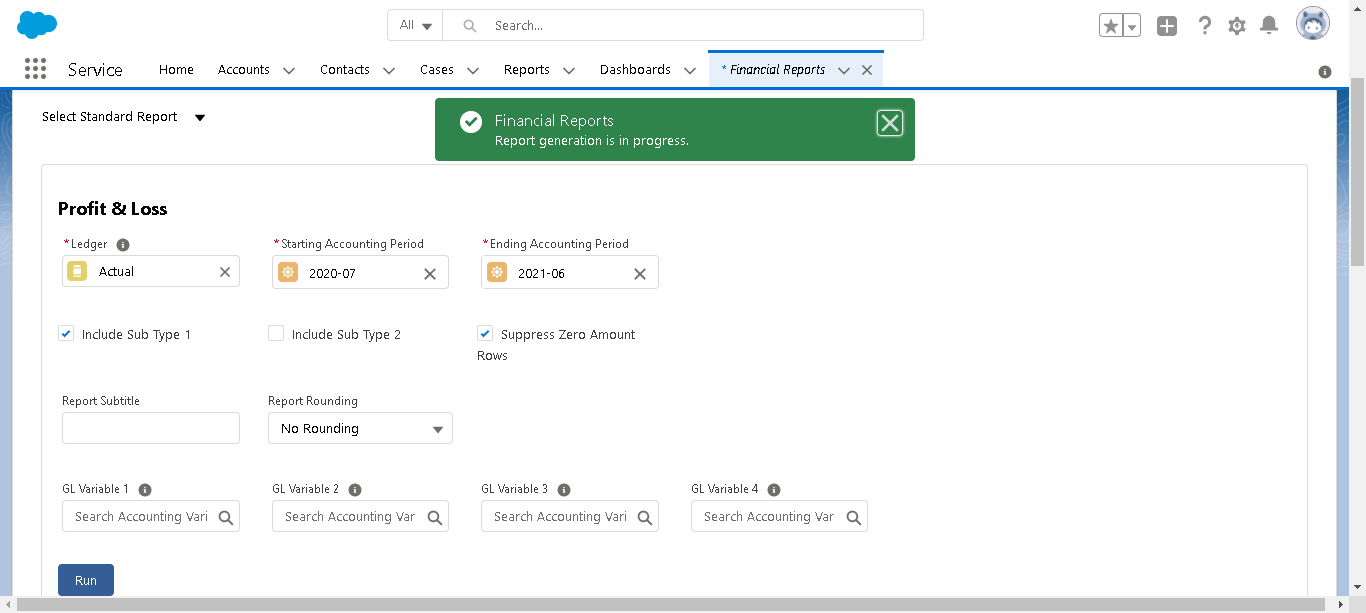 All
Search...
Service
Home
Accounts
Contacts
Cases
Reports
Dashboards
* Financial Reports
Select Standard Report
Financial Reports
Report generation is in progress.
Profit & Loss
*Ledger
*Starting Accounting Period
*Ending Accounting Period
Actual
2020-07
2021-06
Include Sub Type 1
Include Sub Type 2
Suppress Zero Amount
Rows
Report Subtitle
Report Rounding
No Rounding
GL Variable 1
GL Variable 2
GL Variable 3
GL Variable 4
Search Accounting Vari
Search Accounting Var
Search Accounting Vari
Search Accounting Var
Run